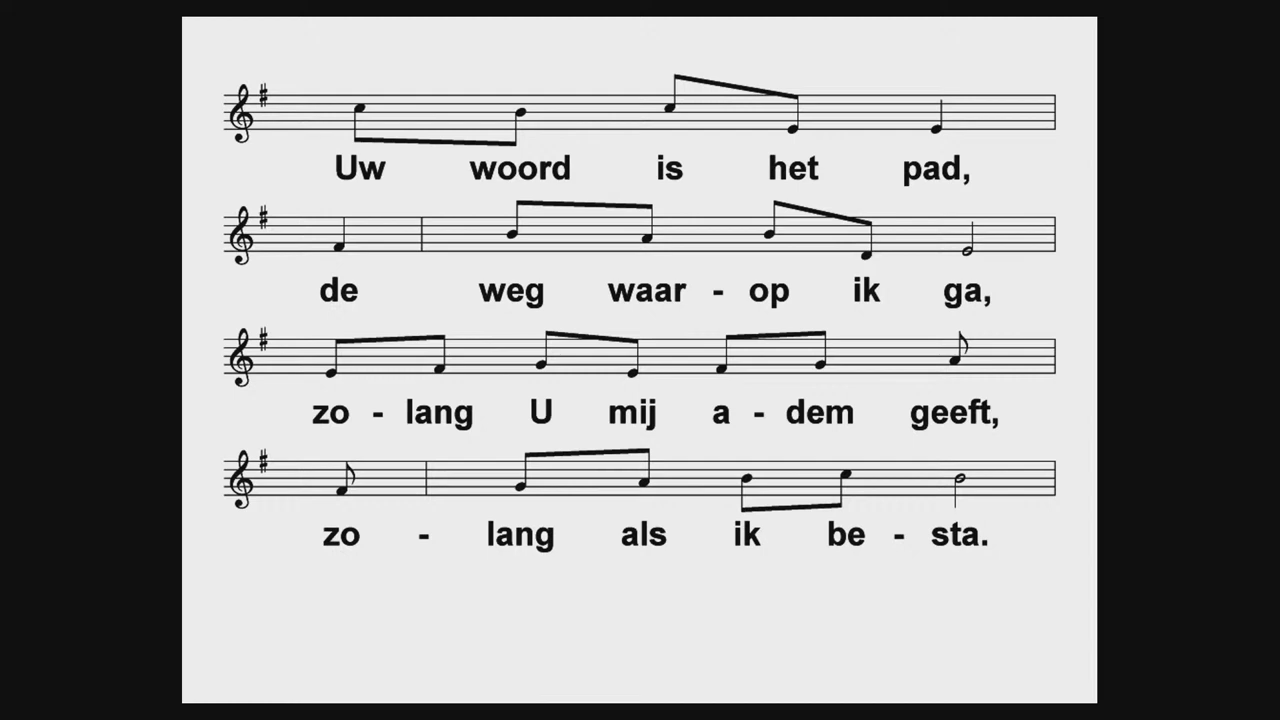 Uw woord is het pad,
de weg waar - op ik ga,
zo - lang U mij a - dem geeft,
zo - lang als ik be - sta.